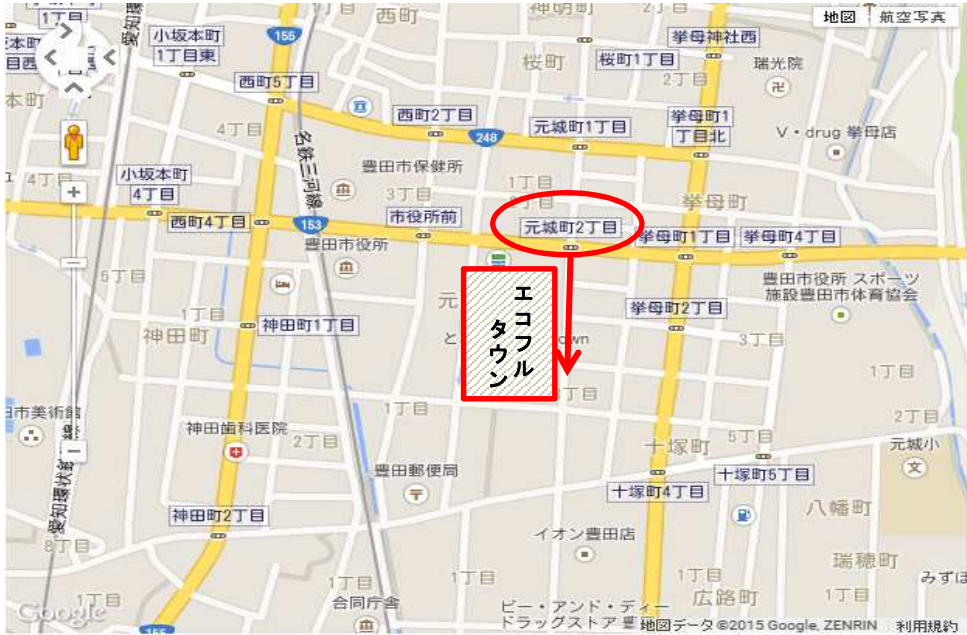 1丁目
西町
神明町
2丁目
地図
航空写真
小坂本町
1丁目東
155
挙母神社西
桜町
桜町1丁目
2丁目
瑞光院
西町5丁目
本町
西町2丁目
元城町1丁目
挙母町1
丁目北
V・drug 挙母店
4丁目
248
名鉄三河線
豊田市保健所
小坂本町
4丁目
4丁目
3丁目
1丁目
挙母町
西町4丁目
153
市役所前
元城町2丁目
挙母町1丁目
挙母町4丁目
豊田市役所
豊田市役所 スポーツ
施設豊田市体育協会
5丁目
エコフル
タウン
元
1丁目
神田町
神田町1丁目
挙母町2丁目
と
own
3丁目
1丁目
丁目
田市美術館
神田歯科医院
2丁目
1丁目
十塚町
5丁目
2丁目
元城小
文
豊田郵便局
十塚町4丁目
十塚町5丁目
神田町2丁目
八幡町
イオン豊田店
8丁目
瑞穂町
1丁目
1丁目
1丁目
1丁目
みずほ
合同庁舎
広路町
Google
1丁目
ビー・アンド・ディー
ドラッグストア 豊
155
地図データ ©2015 Google, ZENRIN
利用規約